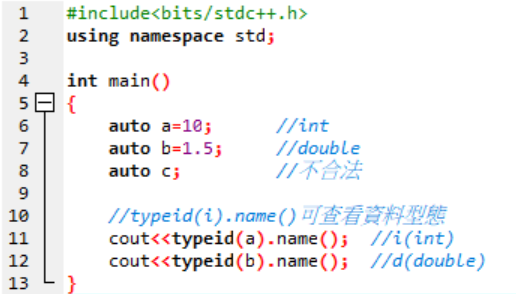 1 #include<bits/stdc++.h>
2 using namespace std;
3
4 int main()
5 {
6 auto a=10; //int
7 auto b=1.5; //double
8 auto c; //不合法
9
10 //typeid(i).name()可查看資料型態
11 cout<<typeid(a).name(); //i(int)
12 cout<<typeid(b).name(); //d(double)
13 }